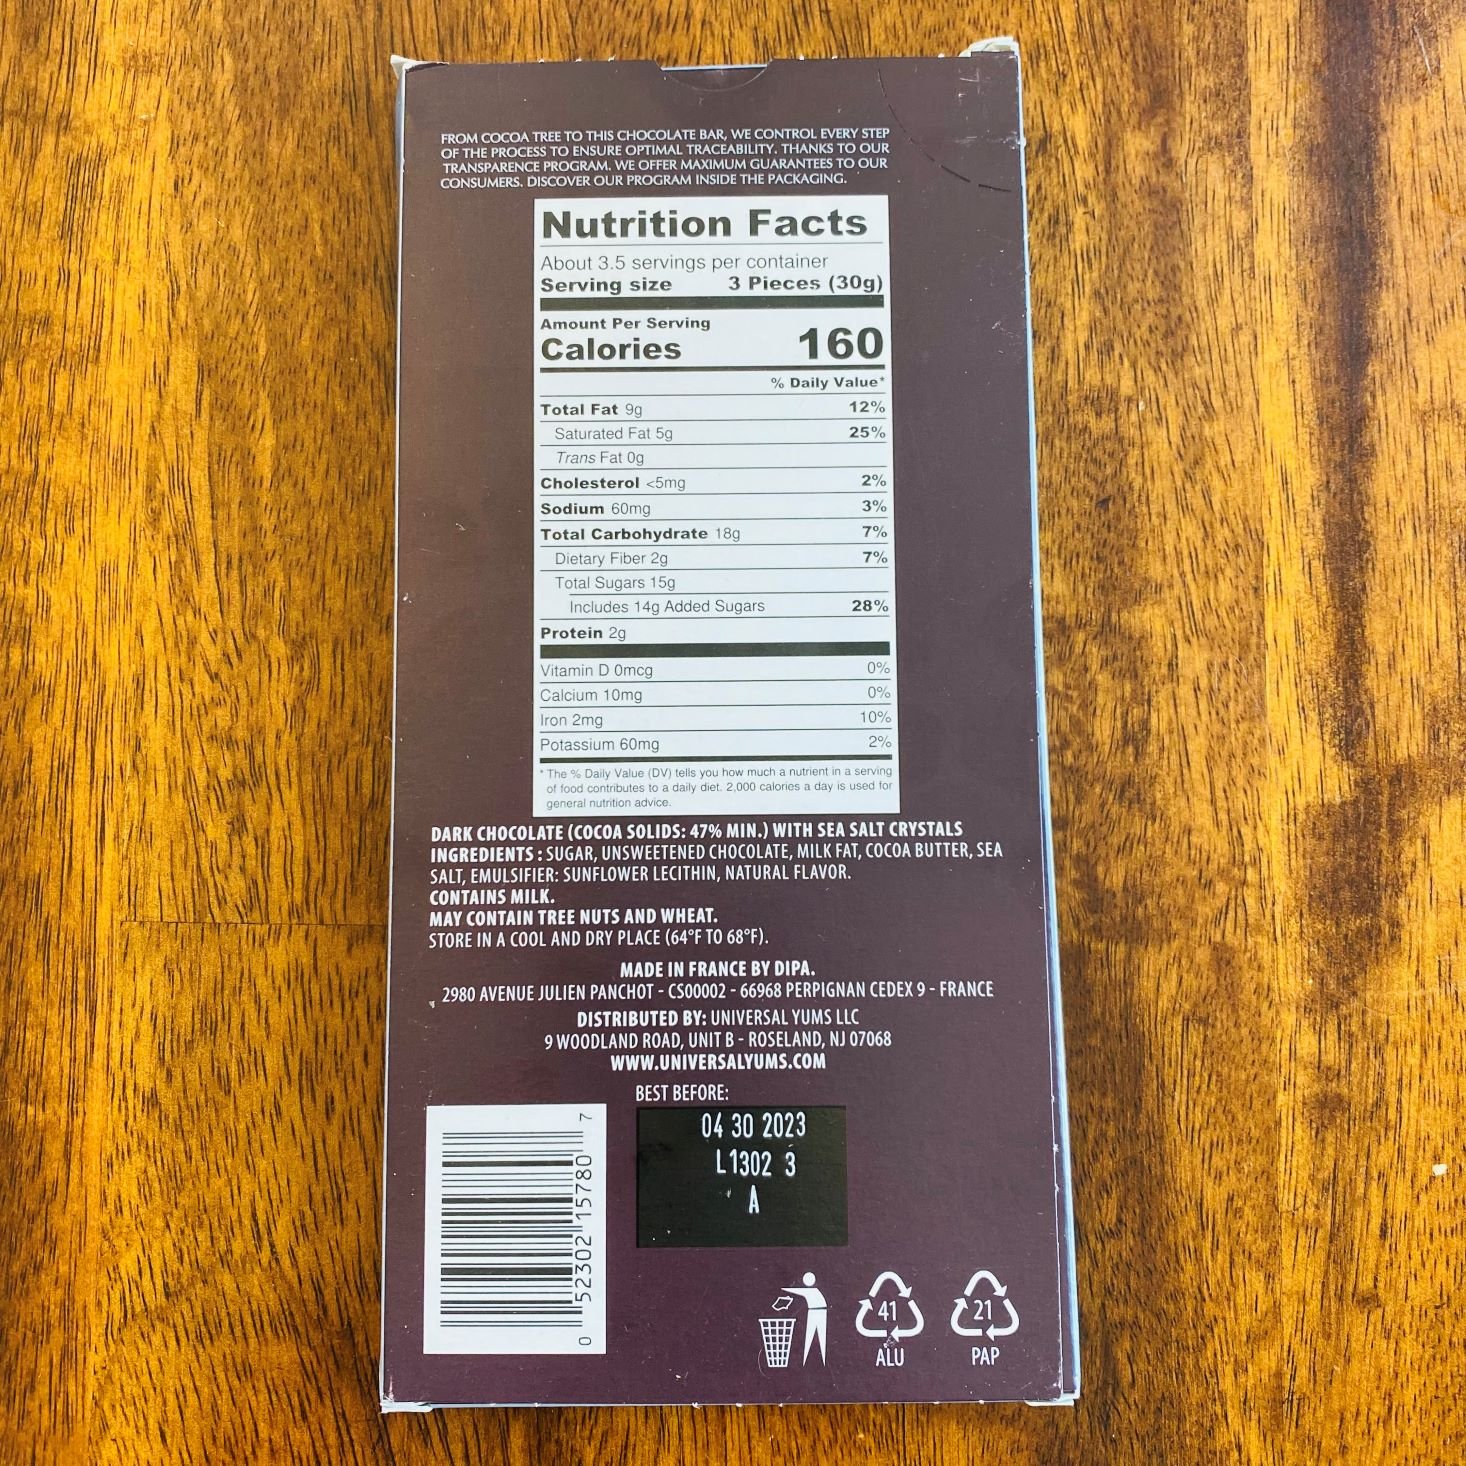 FROM COCOA TREE TO THIS CHOCOLATE BAR, WE CONTROL EVERY STEP
OF THE PROCESS TO ENSURE OPTIMAL TRACEABILITY. THANKS TO OUR
TRANSPARENCE PROGRAM. WE OFFER MAXIMUM GUARANTEES TO OUR
CONSUMERS. DISCOVER OUR PROGRAM INSIDE THE PACKAGING.
Nutrition Facts
About 3.5 servings per container
Serving size 3 Pieces (30g)
Amount Per Serving
Calories 160
% Daily Value*
Total Fat 9g 12%
Saturated Fat 5g 25%
Trans Fat 0g
Cholesterol <5mg 2%
Sodium 60mg 3%
Total Carbohydrate 18g 7%
Dietary Fiber 2g 7%
Total Sugars 15g
Includes 14g Added Sugars 28%
Protein 2g
Vitamin D 0mcg 0%
Calcium 10mg 0%
Iron 2mg 10%
Potassium 60mg 2%
* The % Daily Value (DV) tells you how much a nutrient in a serving
of food contributes to a daily diet. 2,000 calories a day is used for
general nutrition advice.
DARK CHOCOLATE (COCOA SOLIDS: 47% MIN.) WITH SEA SALT CRYSTALS
INGREDIENTS : SUGAR, UNSWEETENED CHOCOLATE, MILK FAT, COCOA BUTTER, SEA
SALT, EMULSIFIER: SUNFLOWER LECITHIN, NATURAL FLAVOR.
CONTAINS MILK.
MAY CONTAIN TREE NUTS AND WHEAT.
STORE IN A COOL AND DRY PLACE (64°F TO 68°F).
MADE IN FRANCE BY DIPA.
2980 AVENUE JULIEN PANCHOT - CS00002 - 66968 PERPIGNAN CEDEX 9 - FRANCE
DISTRIBUTED BY: UNIVERSAL YUMS LLC
9 WOODLAND ROAD, UNIT B - ROSELAND, NJ 07068
WWW.UNIVERSALYUMS.COM
BEST BEFORE:
04 30 2023
L1302 3
A
0 52302 15780 7
41
ALU
21
PAP